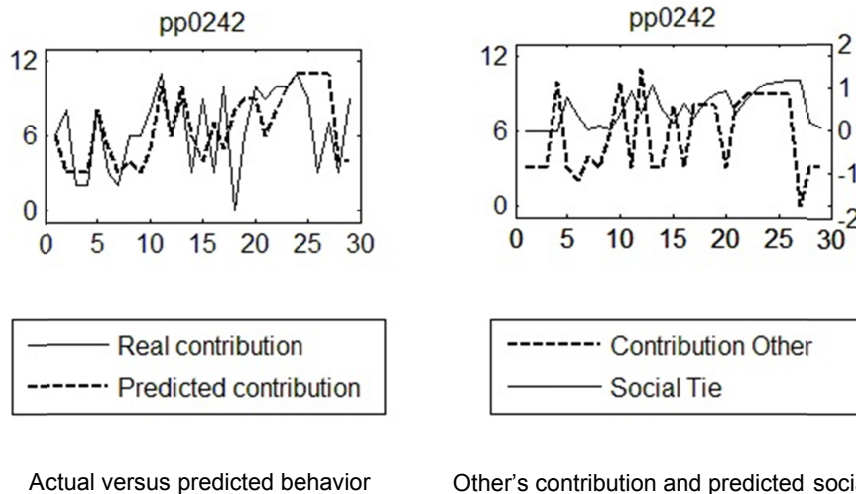 pp0242
12
6
0
0 5 10 15 20 25 30
Real contribution
Predicted contribution
Actual versus predicted behavior
pp0242
12
6
0
2
1
0
-1
-2
0 5 10 15 20 25 30
Contribution Other
Social Tie
Other's contribution and predicted socia